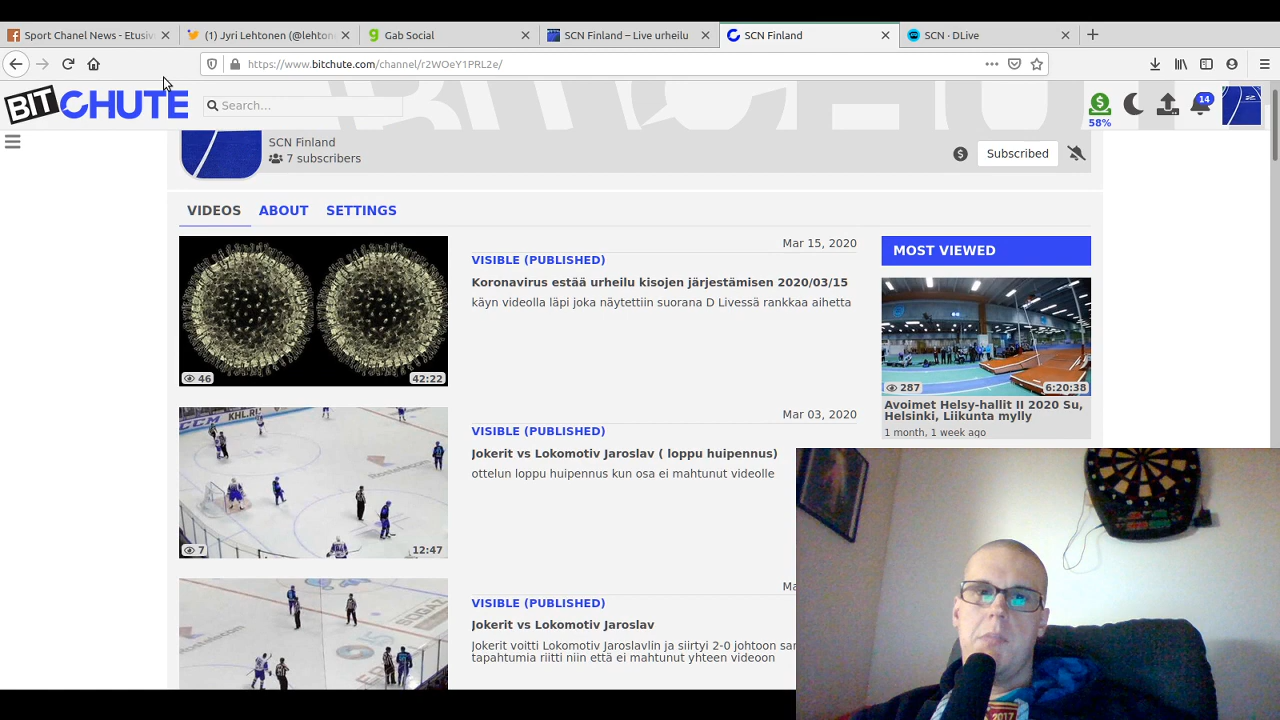 Sport Chanel News - Etusiv
(1) Jyri Lehtonen (@lehton
Gab Social
SCN Finland – Live urheilu
SCN Finland
SCN · DLive
https://www.bitchute.com/channel/r2WOeY1PRL2e/
BITCHUTE
Search...
58%
14
SCN Finland
7 subscribers
Subscribed
VIDEOS
ABOUT
SETTINGS
46
42:22
Mar 15, 2020
VISIBLE (PUBLISHED)
Koronavirus estää urheilu kisojen järjestämisen 2020/03/15
käyn videolla läpi joka näytettiin suorana D Livessä rankkaa aihetta
KHL.RU
CCM
7
12:47
Mar 03, 2020
VISIBLE (PUBLISHED)
Jokerit vs Lokomotiv Jaroslav ( loppu huipennus)
ottelun loppu huipennus kun osa ei mahtunut videolle
SOGAZ
Ma
VISIBLE (PUBLISHED)
Jokerit vs Lokomotiv Jaroslav
Jokerit voitti Lokomotiv Jaroslavlin ja siirtyi 2-0 johtoon sar
tapahtumia riitti niin että ei mahtunut yhteen videoon
MOST VIEWED
287
6:20:38
Avoimet Helsy-hallit II 2020 Su,
Helsinki, Liikunta mylly
1 month, 1 week ago
2017